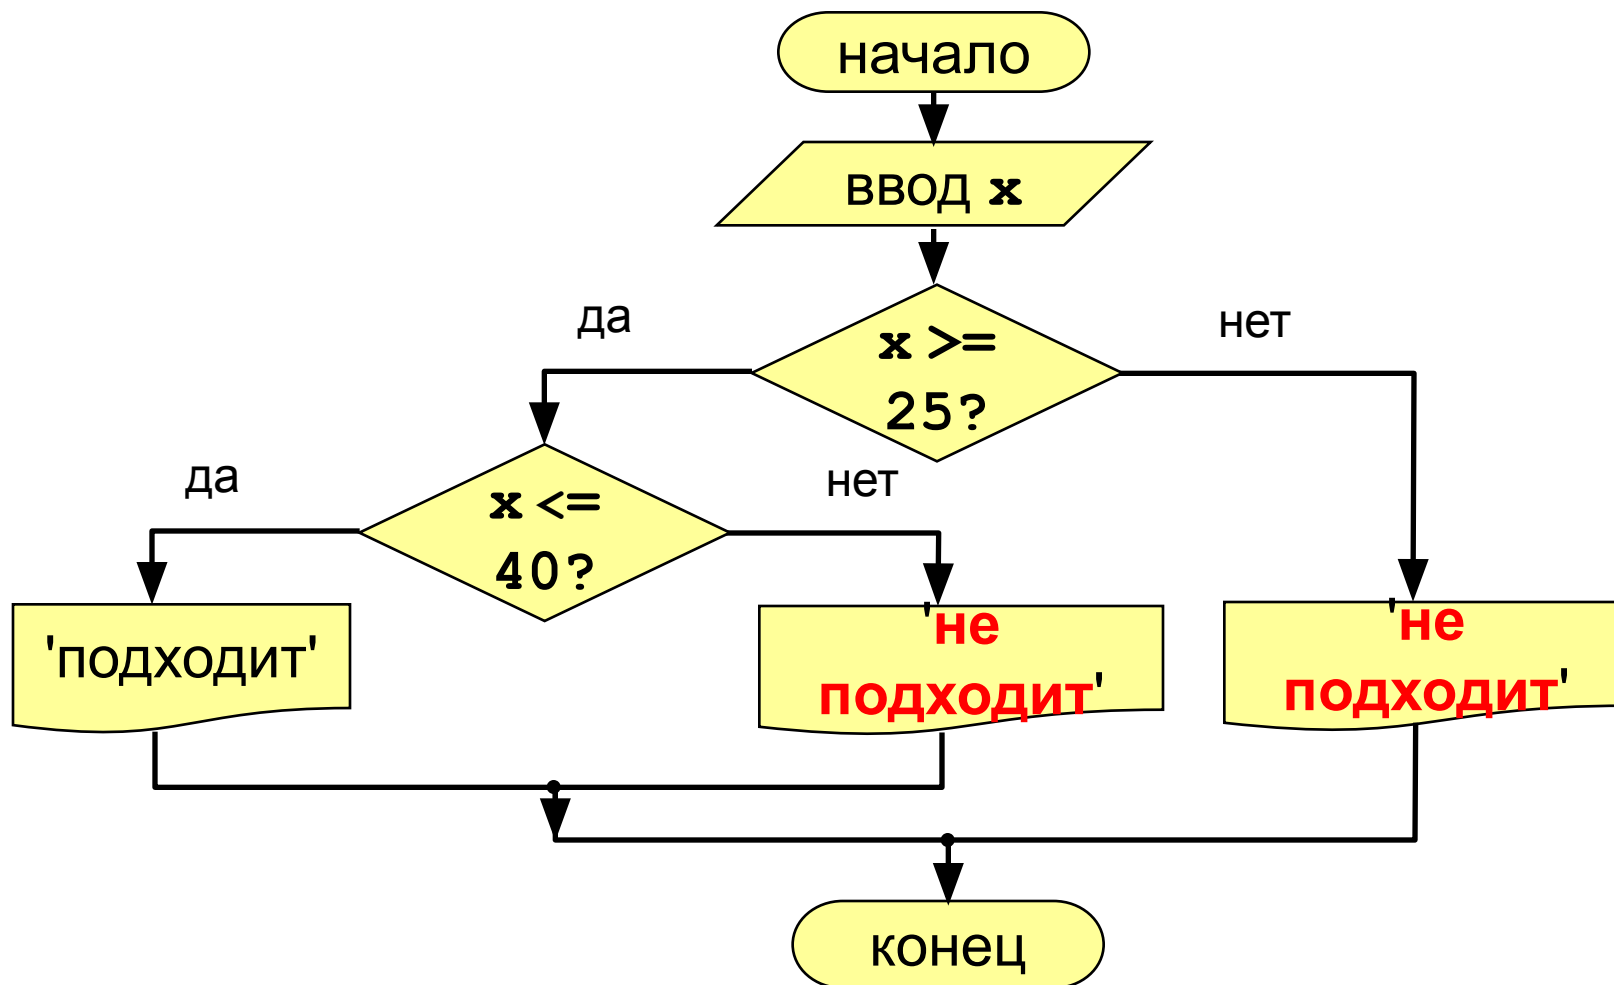 начало
ввод x
да
x >=
25?
нет
да
x <=
40?
нет
'подходит'
'не
подходит'
'не
подходит'
конец